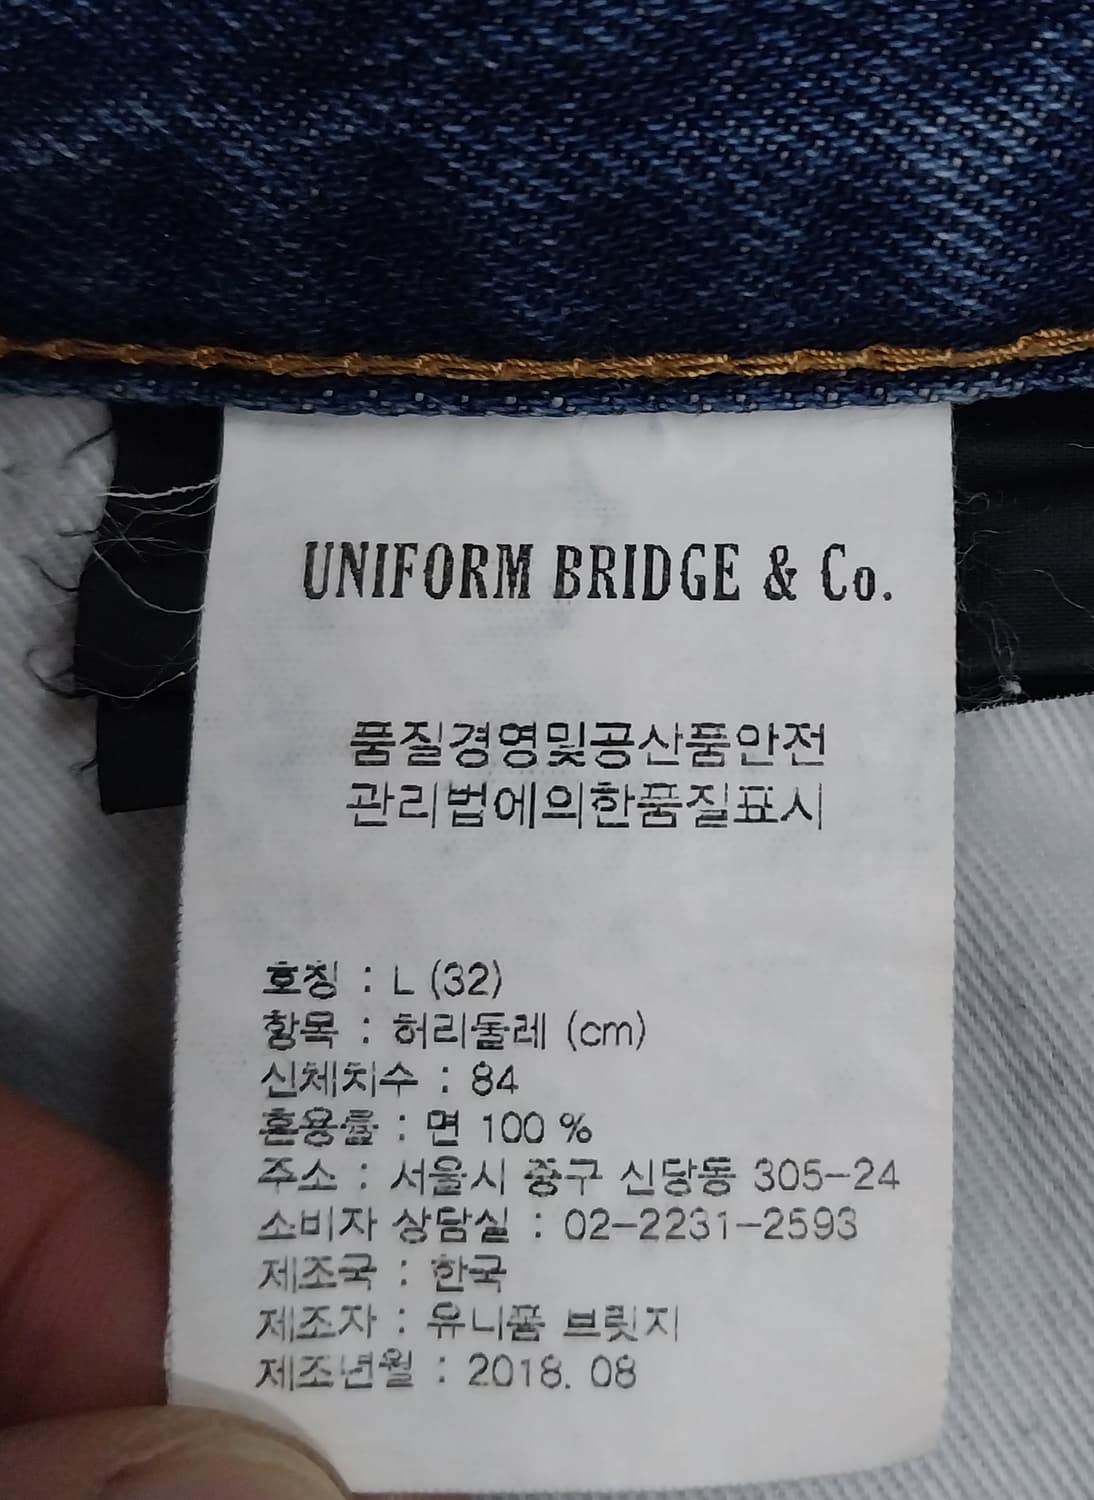 UNIFORM BRIDGE & Co.
품질경영및공산품안전
관리법에의한품질표시
호칭 : L (32)
항목 : 허리둘레 (cm)
신체치수 : 84
혼용률 : 면 100 %
주소 : 서울시 중구 신당동 305-24
소비자 상담실 : 02-2231-2593
제조국 : 한국
제조자 : 유니폼 브릿지
제조년월 : 2018. 08